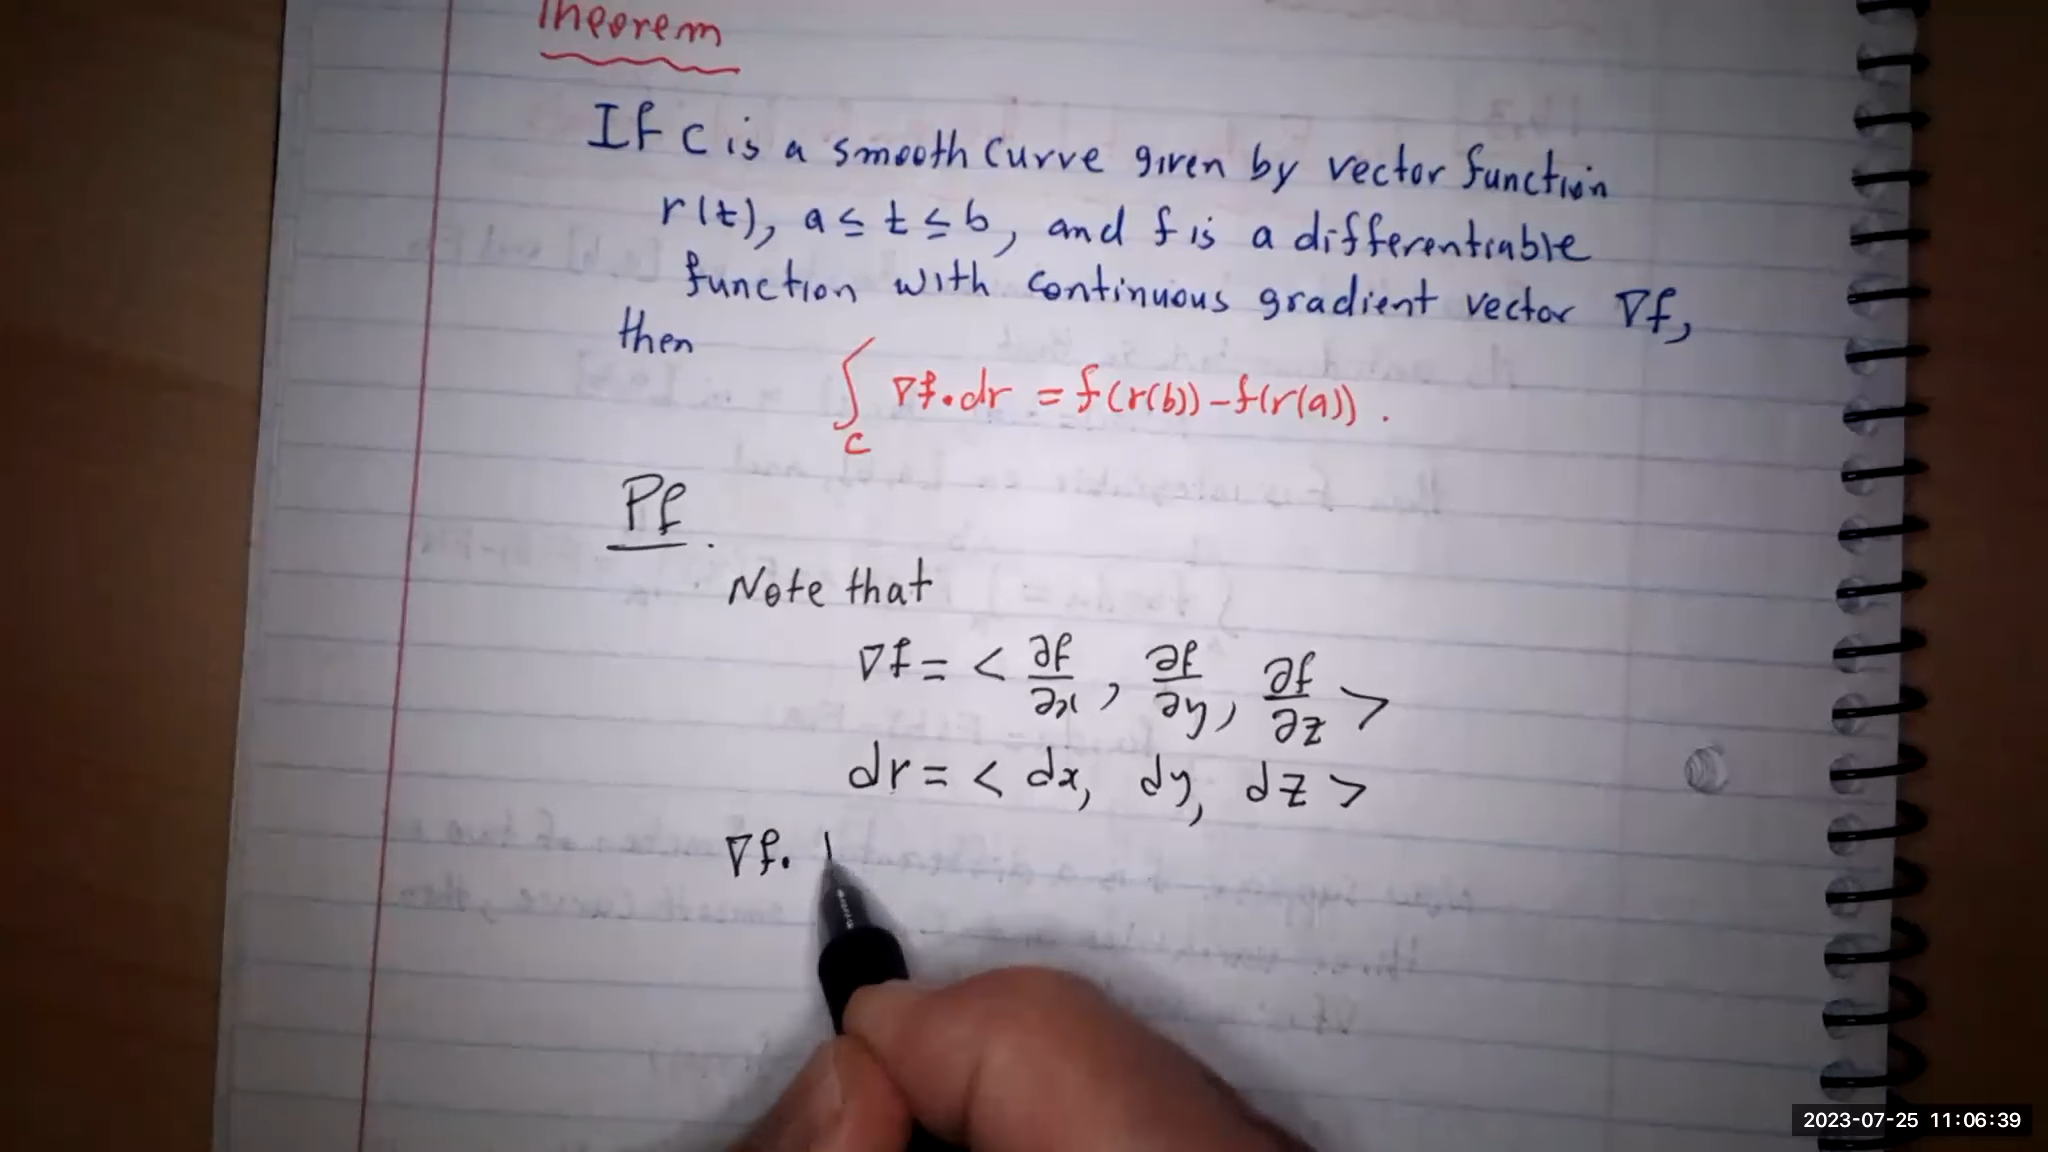 Theorem
If C is a smooth curve given by vector function
r(t), a ≤ t ≤ b, and f is a differentiable
function with continuous gradient vector ∇f,
then
∫_C ∇f · dr = f(r(b)) - f(r(a)).
Pf.
Note that
∇f = < ∂f/∂x, ∂f/∂y, ∂f/∂z >
dr = < dx, dy, dz >
∇f.
2023-07-25 11:06:39